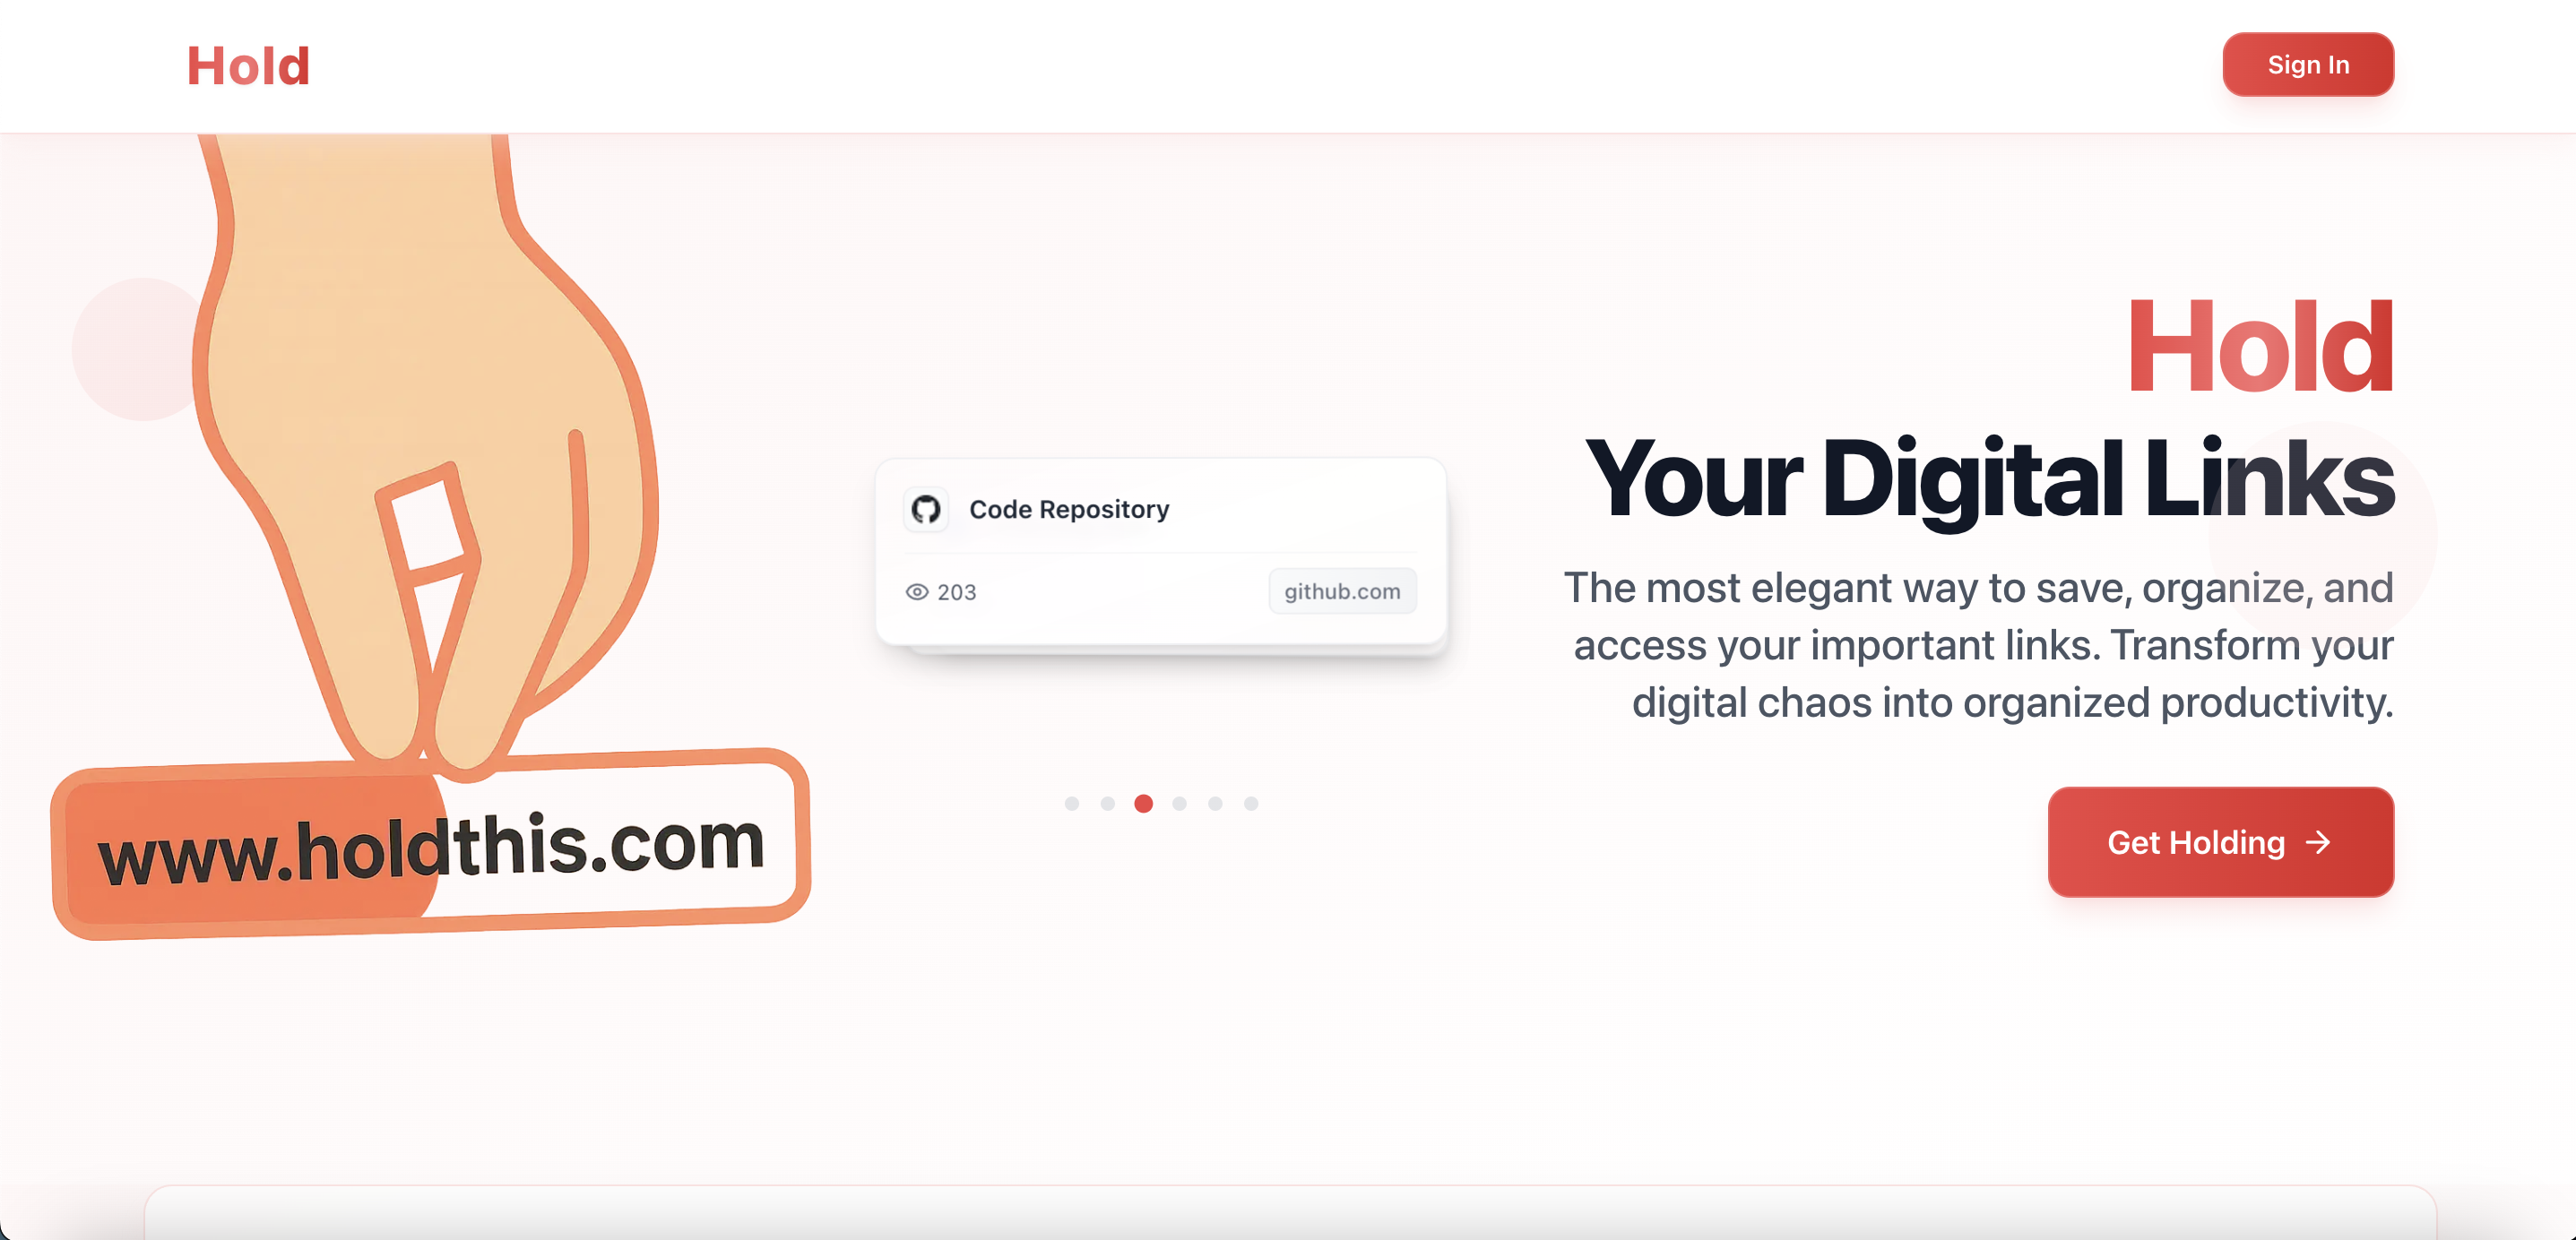 Hold
Sign In
www.holdthis.com
Code Repository
203
github.com
Hold
Your Digital Links
The most elegant way to save, organize, and
access your important links. Transform your
digital chaos into organized productivity.
Get Holding